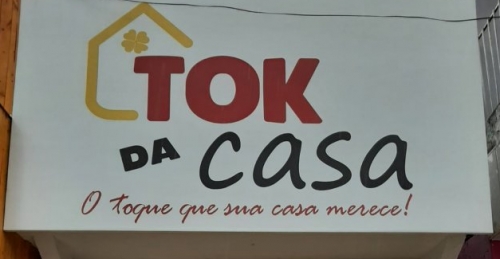 TOK
DA casa
O toque que sua casa merece!